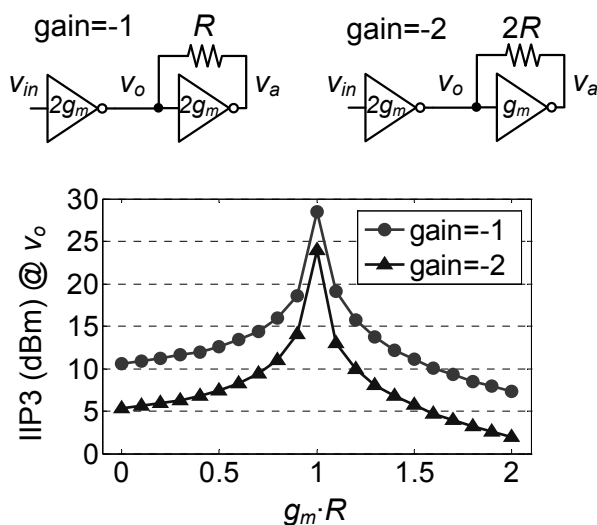 gain=-1
R
v_in
2g_m
v_o
2g_m
v_a
gain=-2
2R
v_in
2g_m
v_o
g_m
v_a
IIP3 (dBm) @ v_o
30
25
20
15
10
5
0
gain=-1
gain=-2
0 0.5 1 1.5 2
g_m·R